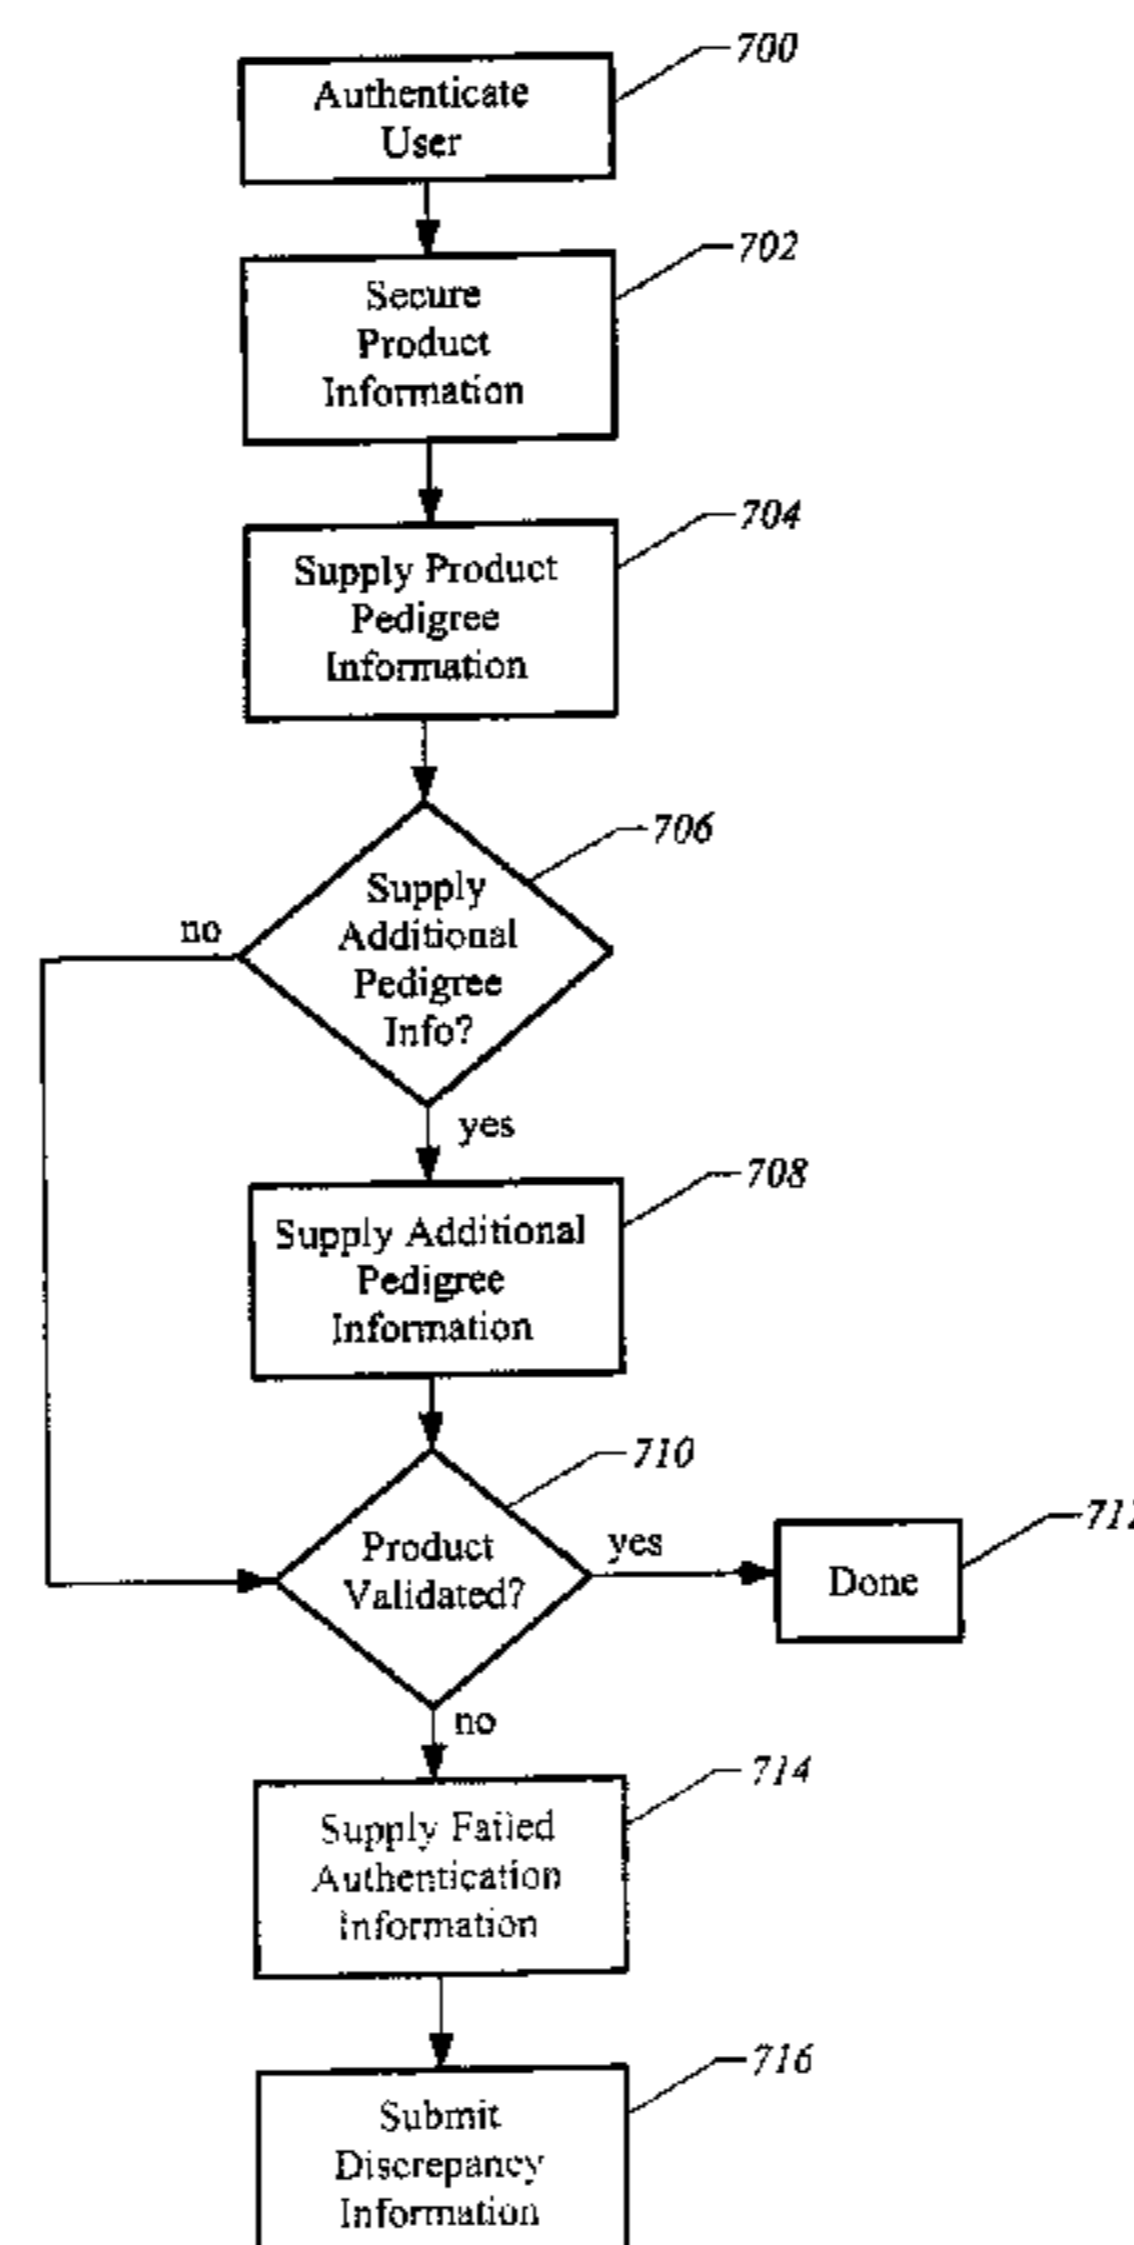 700
Authenticate
User
702
Secure
Product
Information
704
Supply Product
Pedigree
Information
706
Supply
Additional
Pedigree
Info?
no
yes
708
Supply Additional
Pedigree
Information
710
Product
Validated?
yes
Done
no
714
Supply Failed
Authentication
Information
716
Submit
Discrepancy
Information